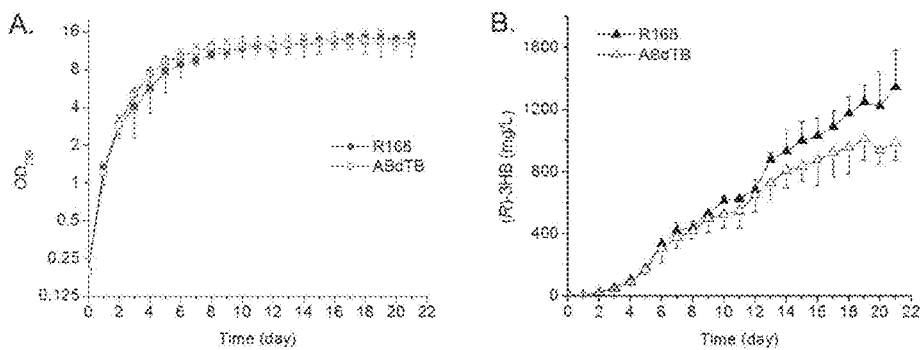 A.
16
8
4
2
1
0.5
0.25
0.125
R168
ABdTB
0 2 4 6 8 10 12 14 16 18 20 22
Time (day)
B.
R168
ABdTB
(R)-3HB (mg/L)
1600
1200
800
400
0
0 2 4 6 8 10 12 14 16 18 20 22
Time (day)